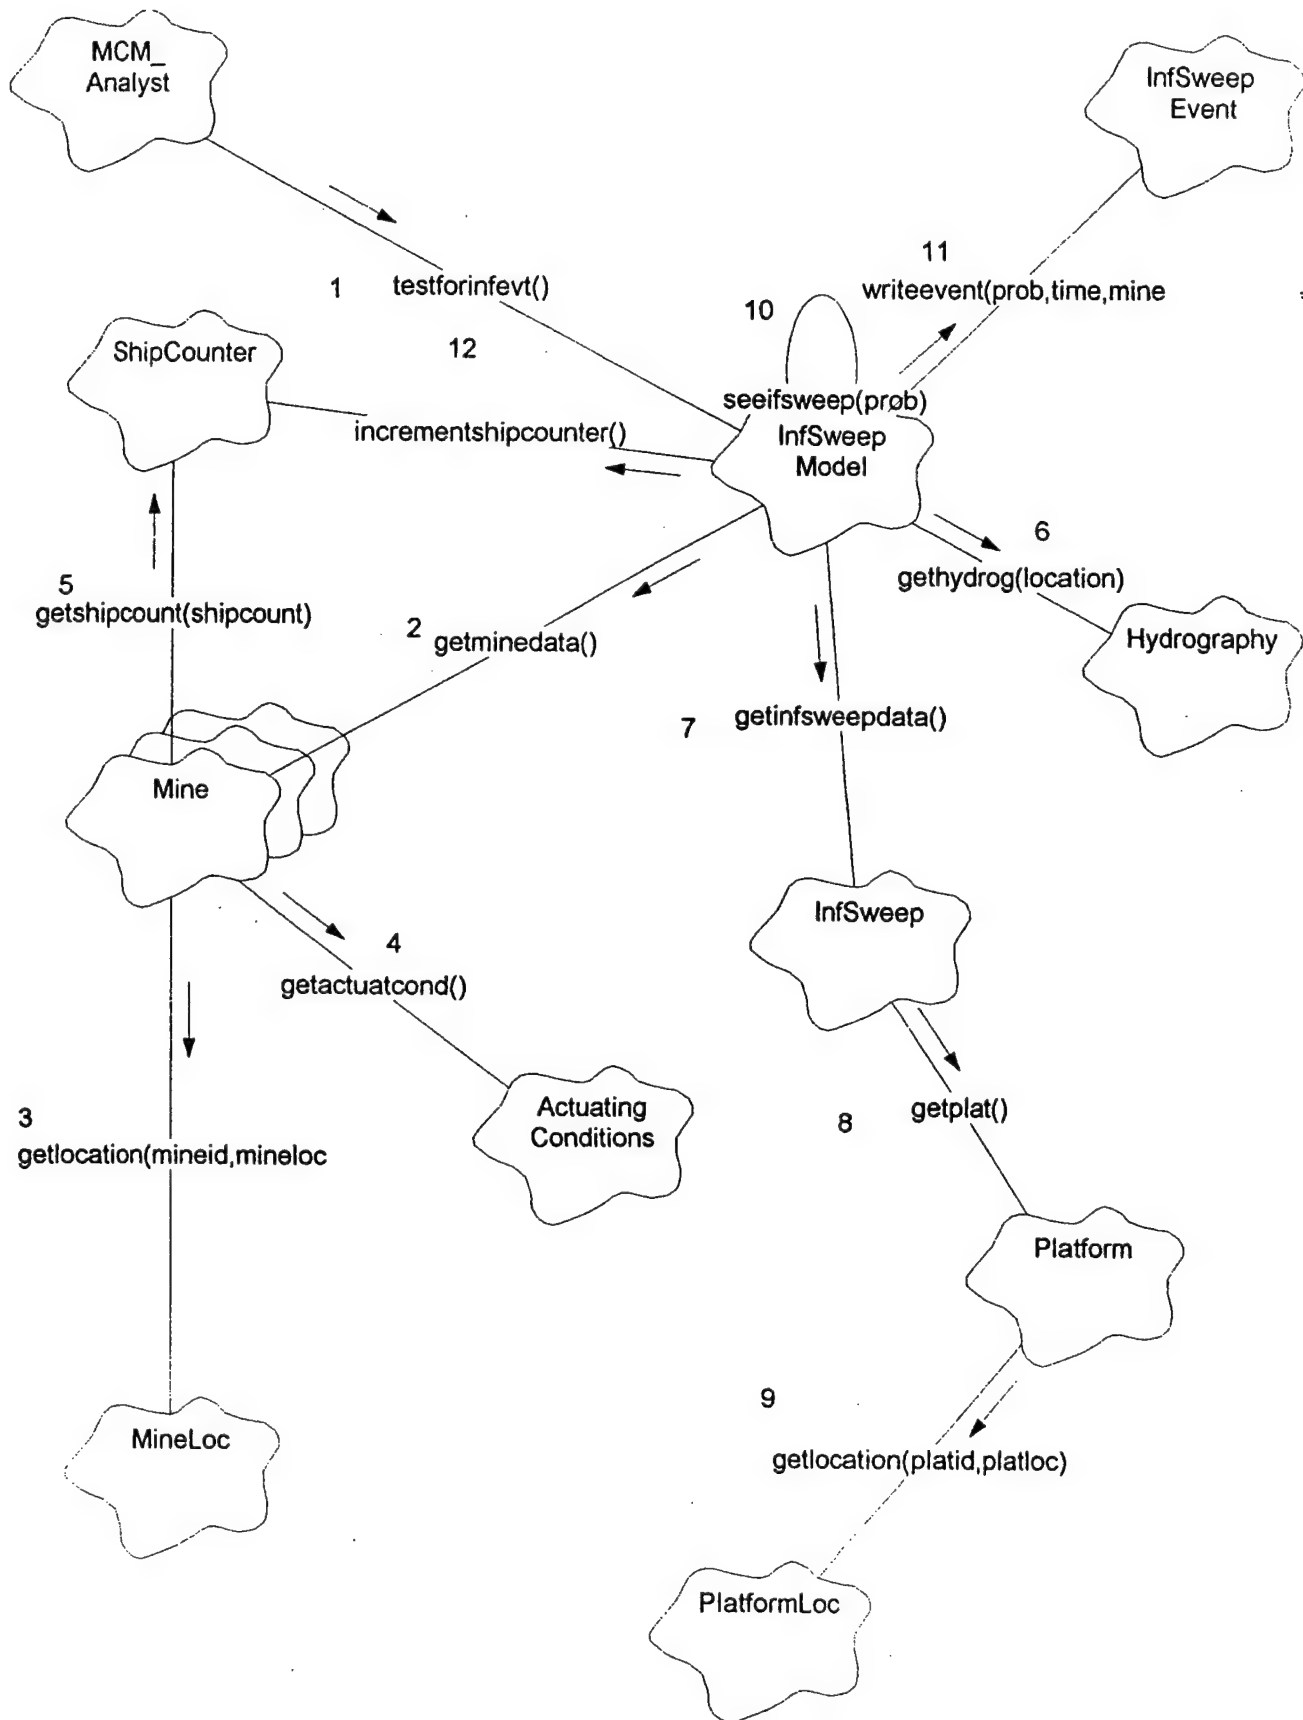 MCM_
Analyst
InfSweep
Event
11
writeevent(prob,time,mine
1
testforinfevt()
10
12
ShipCounter
seeifsweep(prob)
incrementshipcounter()
InfSweep
Model
6
gethydrog(location)
5
getshipcount(shipcount)
2
getminedata()
Hydrography
7
getinfsweepdata()
Mine
InfSweep
4
getactuatcond()
3
getlocation(mineid,mineloc
Actuating
Conditions
8
getplat()
Platform
9
getlocation(platid,platloc)
MineLoc
PlatformLoc